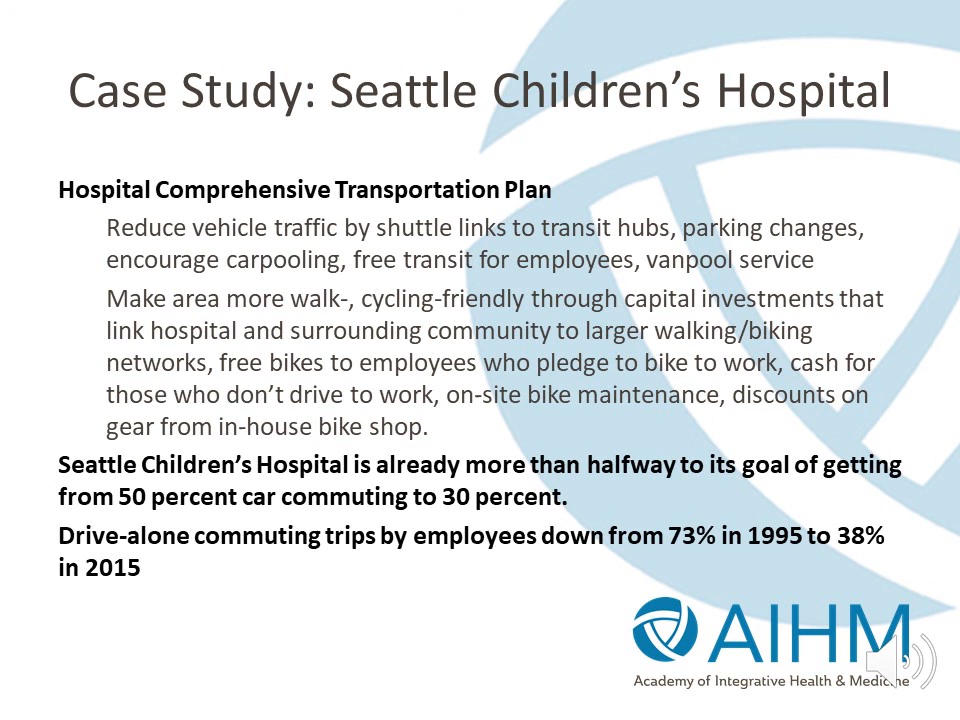 Case Study: Seattle Children’s Hospital
Hospital Comprehensive Transportation Plan
Reduce vehicle traffic by shuttle links to transit hubs, parking changes,
encourage carpooling, free transit for employees, vanpool service
Make area more walk-, cycling-friendly through capital investments that
link hospital and surrounding community to larger walking/biking
networks, free bikes to employees who pledge to bike to work, cash for
those who don’t drive to work, on-site bike maintenance, discounts on
gear from in-house bike shop.
Seattle Children’s Hospital is already more than halfway to its goal of getting
from 50 percent car commuting to 30 percent.
Drive-alone commuting trips by employees down from 73% in 1995 to 38%
in 2015
AIHM
Academy of Integrative Health & Medicine